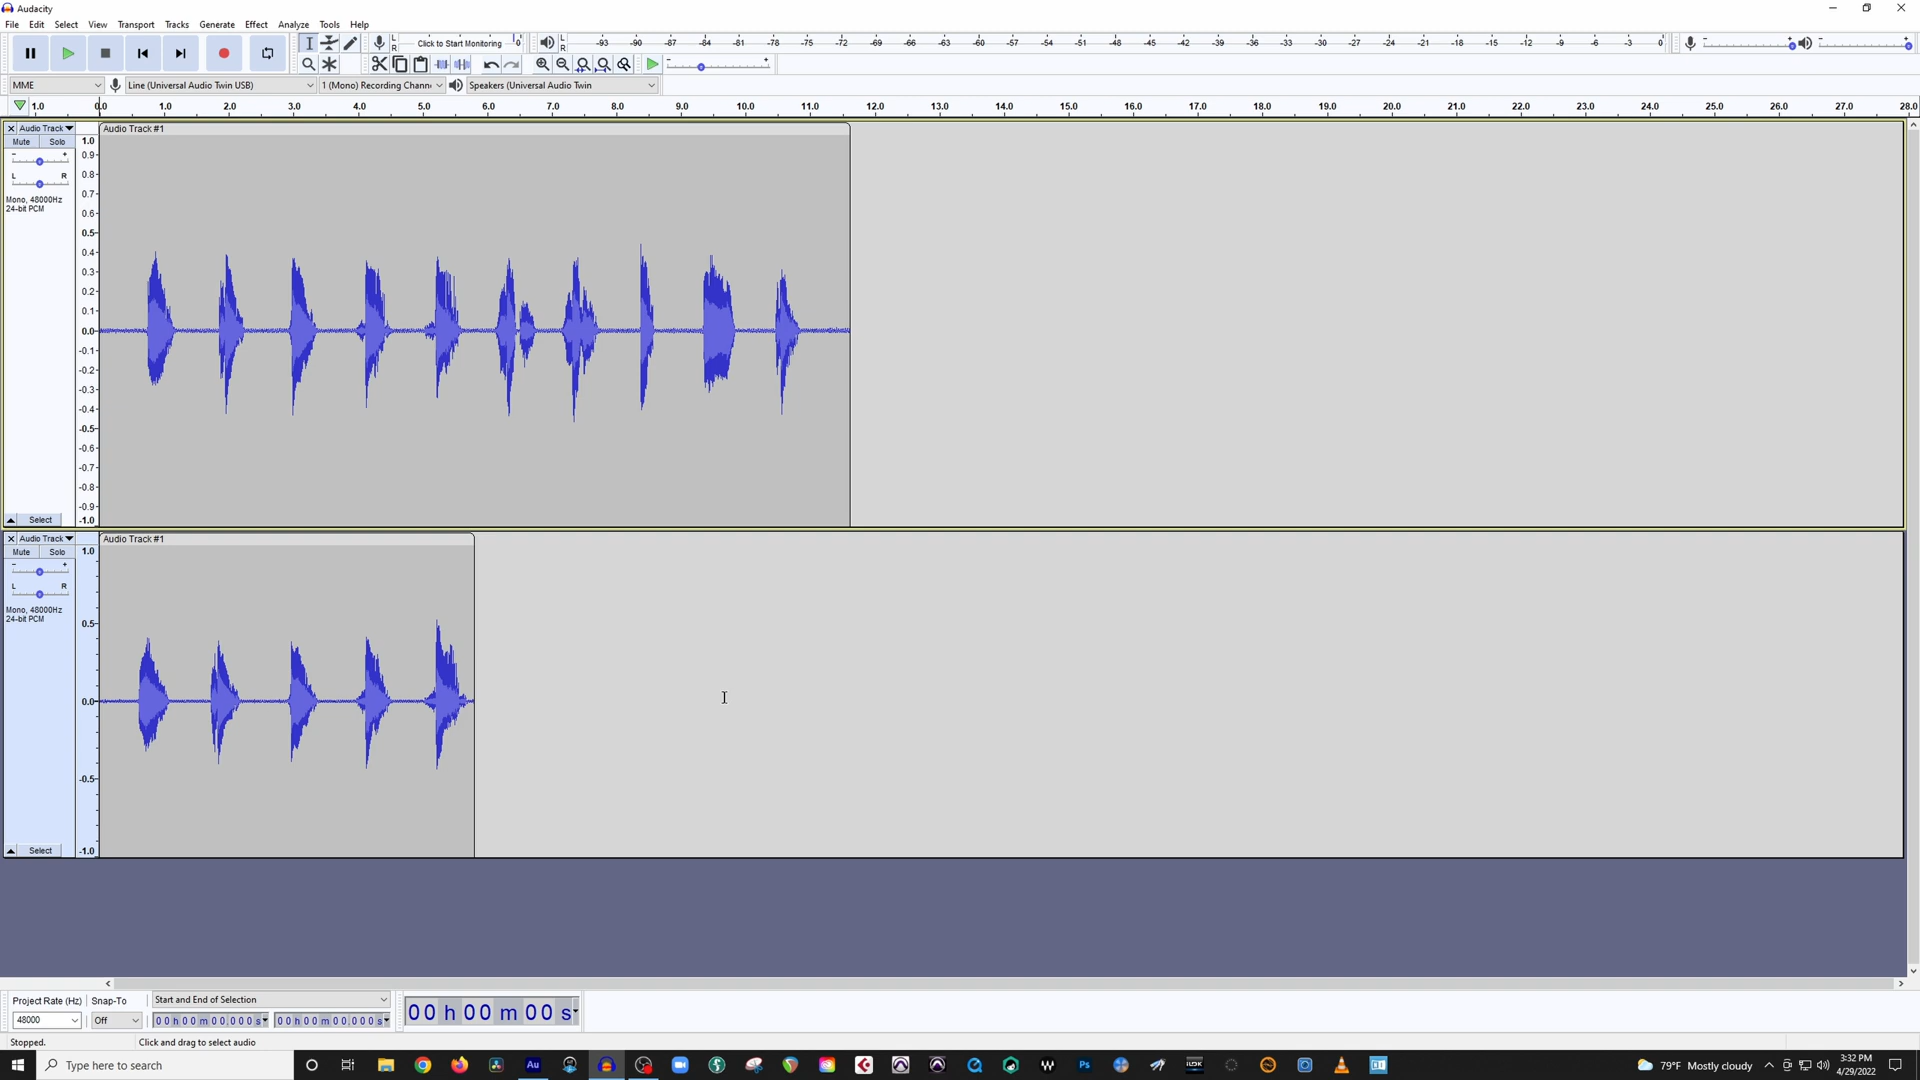 Audacity
File Edit Select View Transport Tracks Generate Effect Analyze Tools Help
L R Click to Start Monitoring 0 L R -93 -90 -87 -84 -81 -78 -75 -72 -69 -66 -63 -60 -57 -54 -51 -48 -45 -42 -39 -36 -33 -30 -27 -24 -21 -18 -15 -12 -9 -6 -3 0
MME Line (Universal Audio Twin USB) 1 (Mono) Recording Chann Speakers (Universal Audio Twin
1.0 0.0 1.0 2.0 3.0 4.0 5.0 6.0 7.0 8.0 9.0 10.0 11.0 12.0 13.0 14.0 15.0 16.0 17.0 18.0 19.0 20.0 21.0 22.0 23.0 24.0 25.0 26.0 27.0 28.0
Audio Track Audio Track #1
Mute Solo 1.0
0.9
- +
0.8
L R
0.7
Mono, 48000Hz
24-bit PCM
0.6
0.5
0.4
0.3
0.2
0.1
0.0
-0.1
-0.2
-0.3
-0.4
-0.5
-0.6
-0.7
-0.8
-0.9
Select -1.0
Audio Track Audio Track #1
Mute Solo 1.0
- +
L R
Mono, 48000Hz
24-bit PCM
0.5
0.0
-0.5
Select -1.0
Project Rate (Hz) Snap-To Start and End of Selection
48000 Off 00 h 00 m 00.000 s 00 h 00 m 00.000 s 00 h 00 m 00 s
Stopped. Click and drag to select audio
Type here to search Au Ps 79°F Mostly cloudy 3:32 PM
4/29/2022